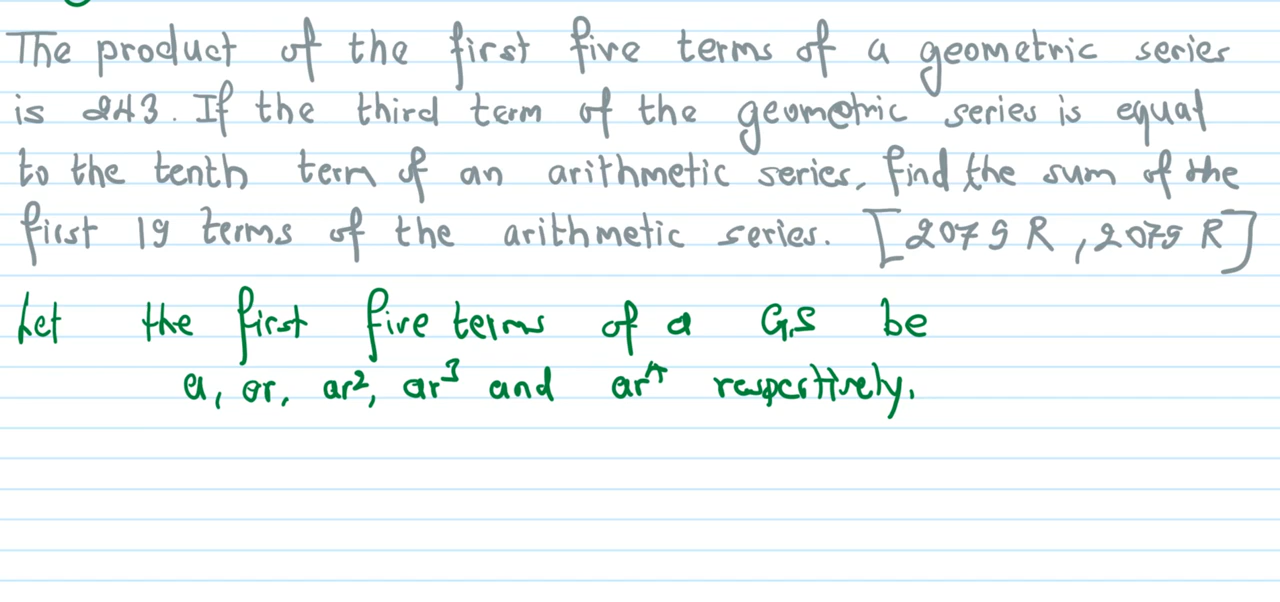 The product of the first five terms of a geometric series
is 243. If the third term of the geometric series is equal
to the tenth term of an arithmetic series, find the sum of the
first 19 terms of the arithmetic series. [2079 R, 2075 R]
Let the first five terms of a G.S be
a, ar, ar², ar³ and ar⁴ respectively.